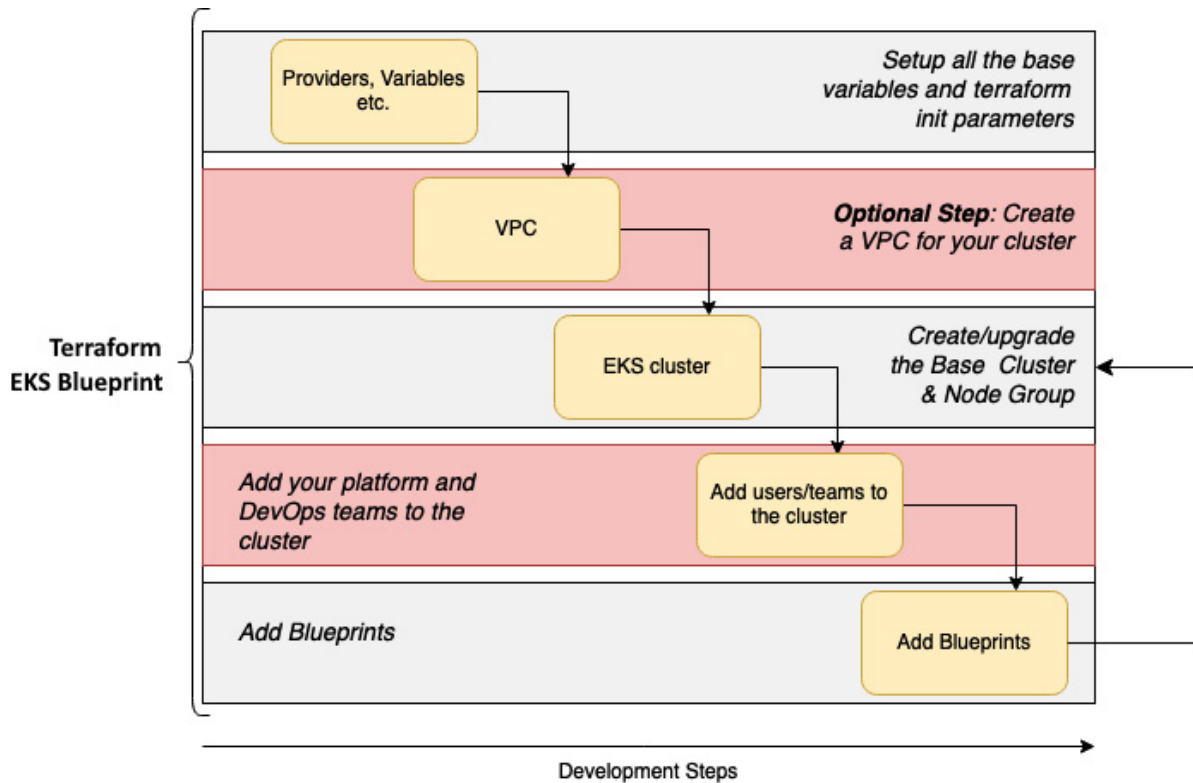 Providers, Variables
etc.
Setup all the base
variables and terraform
init parameters
VPC
Optional Step: Create
a VPC for your cluster
Terraform
EKS Blueprint
EKS cluster
Create/upgrade
the Base Cluster
& Node Group
Add your platform and
DevOps teams to the
cluster
Add users/teams to
the cluster
Add Blueprints
Add Blueprints
Development Steps